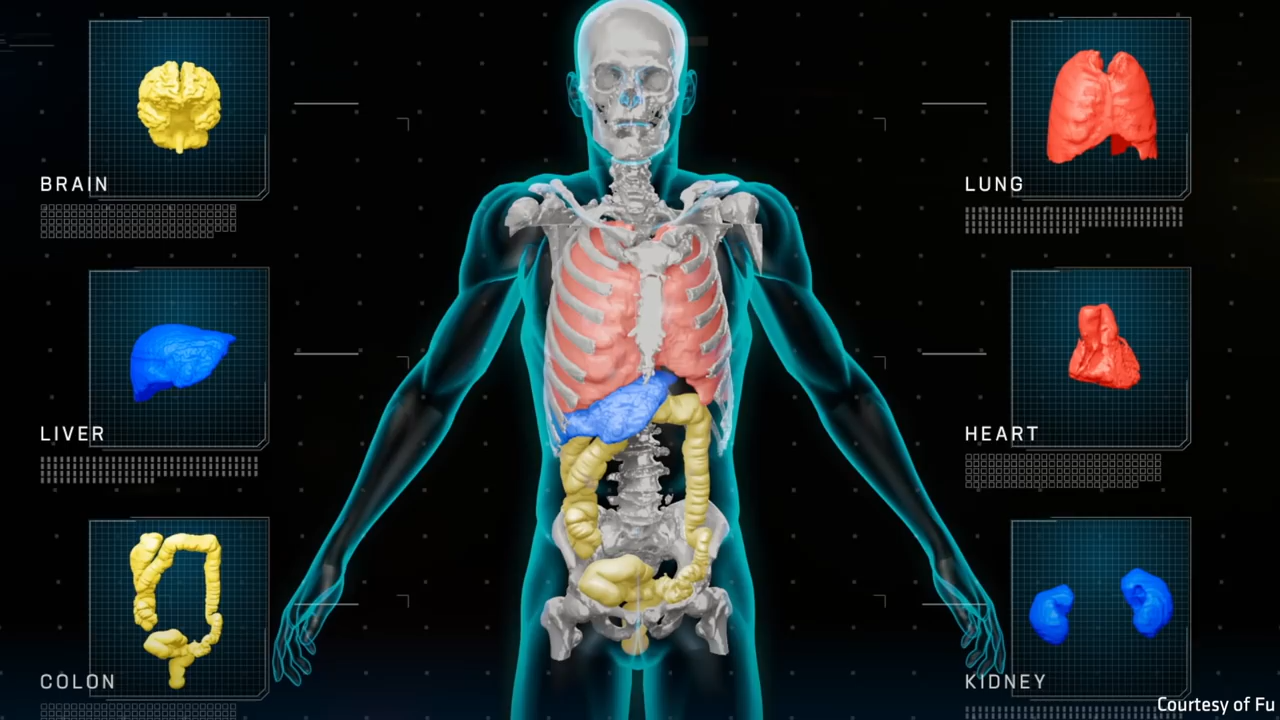 BRAIN
LUNG
LIVER
HEART
COLON
KIDNEY
Courtesy of Fu